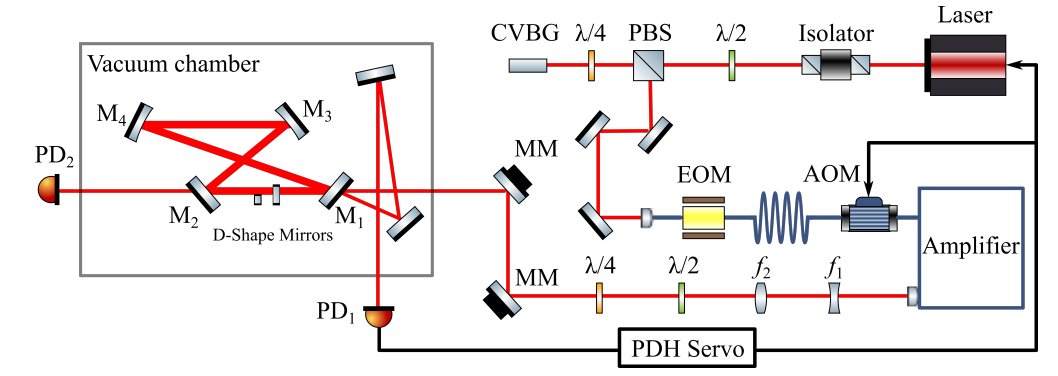 Laser
CVBG
λ/4
PBS
λ/2
Isolator
Vacuum chamber
M4
M3
PD2
MM
EOM
AOM
M2
M1
D-Shape Mirrors
Amplifier
MM
λ/4
λ/2
f2
f1
PD1
PDH Servo